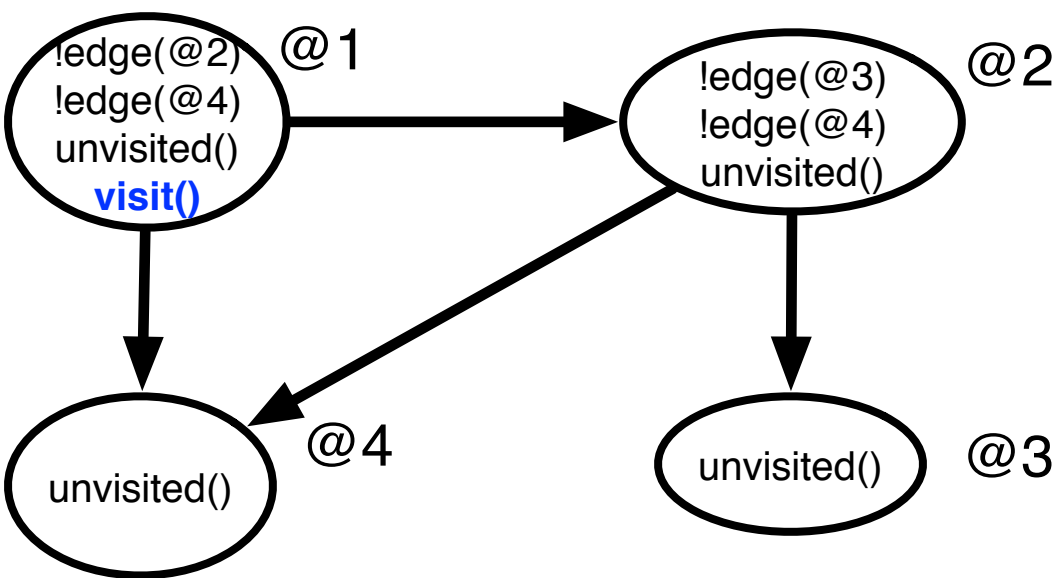 !edge(@2)
!edge(@4)
unvisited()
visit()
@1
!edge(@3)
!edge(@4)
unvisited()
@2
unvisited()
@4
unvisited()
@3